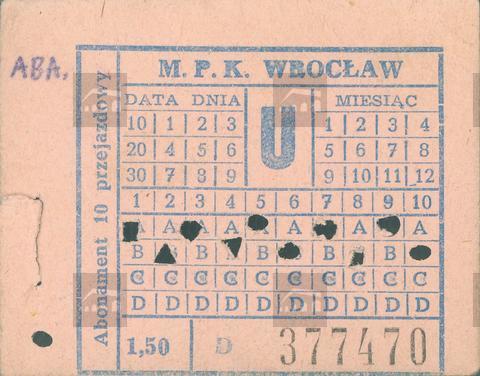 ABA.
Abonament 10 przejazdowy
M. P. K. WROCŁAW
DATA DNIA
10 1 2 3
20 4 5 6
30 7 8 9
U
MIESIĄC
1 2 3 4
5 6 7 8
9 10 11 12
1 2 3 4 5 6 7 8 9 10
A A A A A A A A A A
B B B B B B B B
C C C C C C C C C C
D D D D D D D D D D
1,50
D
377470